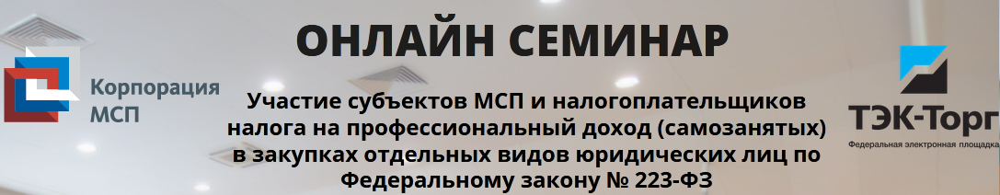 ОНЛАЙН СЕМИНАР
Корпорация
МСП
Участие субъектов МСП и налогоплательщиков
налога на профессиональный доход (самозанятых)
в закупках отдельных видов юридических лиц по
Федеральному закону № 223-ФЗ
ТЭК-Торг
Федеральная электронная площадка